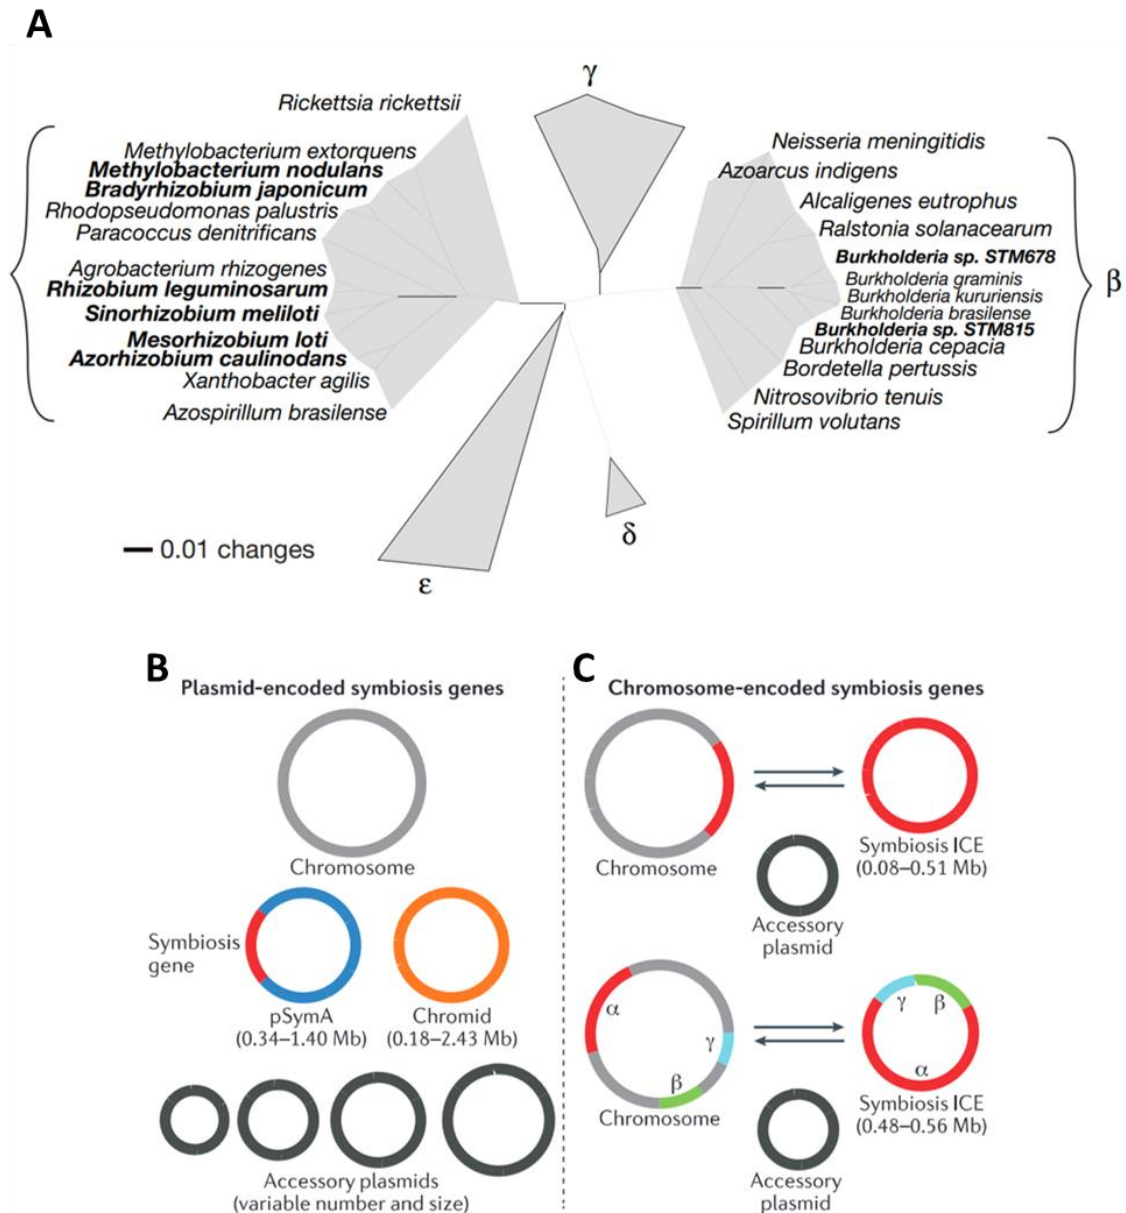 A
γ
Rickettsia rickettsii
Methylobacterium extorquens
Methylobacterium nodulans
Bradyrhizobium japonicum
Rhodopseudomonas palustris
Paracoccus denitrificans
Agrobacterium rhizogenes
Rhizobium leguminosarum
Sinorhizobium meliloti
Mesorhizobium loti
Azorhizobium caulinodans
Xanthobacter agilis
Azospirillum brasilense
Neisseria meningitidis
Azoarcus indigens
Alcaligenes eutrophus
Ralstonia solanacearum
Burkholderia sp. STM678
Burkholderia graminis
Burkholderia kururiensis
Burkholderia brasilense
Burkholderia sp. STM815
Burkholderia cepacia
Bordetella pertussis
Nitrosovibrio tenuis
Spirillum volutans
β
δ
ε
0.01 changes
B
Plasmid-encoded symbiosis genes
Chromosome
Symbiosis
gene
pSymA
(0.34–1.40 Mb)
Chromid
(0.18–2.43 Mb)
Accessory plasmids
(variable number and size)
C
Chromosome-encoded symbiosis genes
Chromosome
Symbiosis ICE
(0.08–0.51 Mb)
Accessory
plasmid
α
γ
β
Chromosome
γ
β
α
Symbiosis ICE
(0.48–0.56 Mb)
Accessory
plasmid